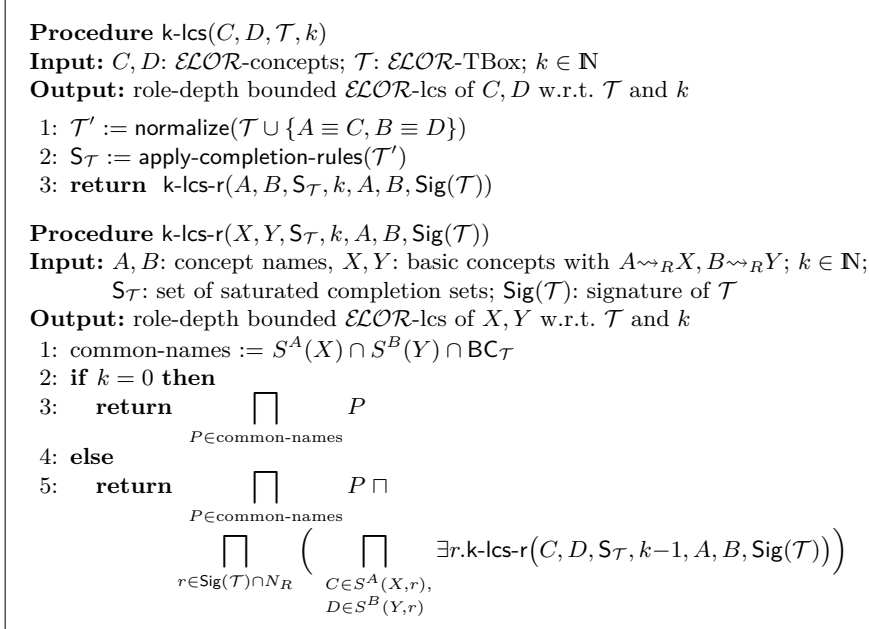 Procedure k-lcs(C, D, 𝒯, k)
Input: C, D: ℰℒ𝒪ℛ-concepts; 𝒯: ℰℒ𝒪ℛ-TBox; k ∈ ℕ
Output: role-depth bounded ℰℒ𝒪ℛ-lcs of C, D w.r.t. 𝒯 and k
1: 𝒯′ := normalize(𝒯 ∪ {A ≡ C, B ≡ D})
2: S_𝒯 := apply-completion-rules(𝒯′)
3: return k-lcs-r(A, B, S_𝒯, k, A, B, Sig(𝒯))
Procedure k-lcs-r(X, Y, S_𝒯, k, A, B, Sig(𝒯))
Input: A, B: concept names, X, Y: basic concepts with A⇝_R X, B⇝_R Y; k ∈ ℕ;
S_𝒯: set of saturated completion sets; Sig(𝒯): signature of 𝒯
Output: role-depth bounded ℰℒ𝒪ℛ-lcs of X, Y w.r.t. 𝒯 and k
1: common-names := S^A(X) ∩ S^B(Y) ∩ BC_𝒯
2: if k = 0 then
3: return ⨅ P
P∈common-names
4: else
5: return ⨅ P ⊓
P∈common-names
⨅ ( ⨅ ∃r.k-lcs-r(C, D, S_𝒯, k−1, A, B, Sig(𝒯)))
r∈Sig(𝒯)∩N_R C∈S^A(X,r),
D∈S^B(Y,r)